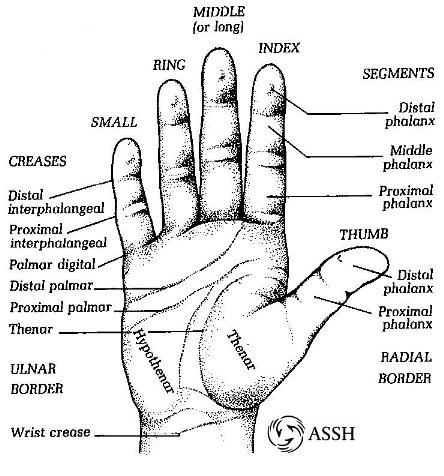 MIDDLE
(or long)
INDEX
RING
SEGMENTS
SMALL
Distal
phalanx
Middle
phalanx
CREASES
Distal
interphalangeal
Proximal
phalanx
Proximal
interphalangeal
THUMB
Palmar digital
Distal palmar
Distal
phalanx
Proximal palmar
Proximal
phalanx
Thenar
Hypothenar
Thenar
ULNAR
BORDER
RADIAL
BORDER
Wrist crease
ASSH